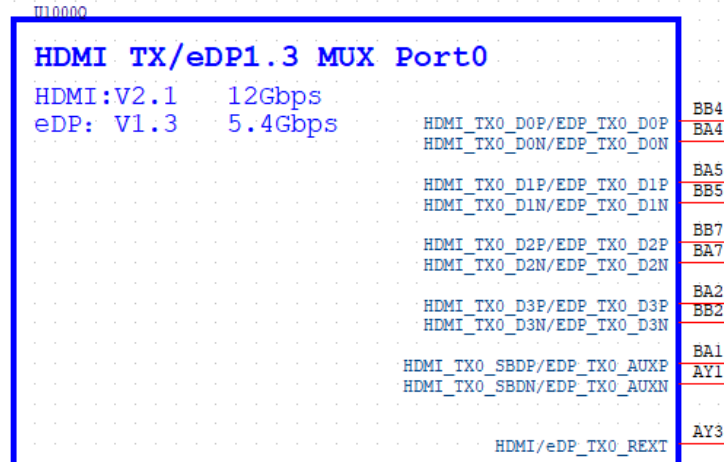 U1000Q
HDMI TX/eDP1.3 MUX Port0
HDMI:V2.1 12Gbps
eDP: V1.3 5.4Gbps
HDMI_TX0_D0P/EDP_TX0_D0P BB4
HDMI_TX0_D0N/EDP_TX0_D0N BA4
HDMI_TX0_D1P/EDP_TX0_D1P BA5
HDMI_TX0_D1N/EDP_TX0_D1N BB5
HDMI_TX0_D2P/EDP_TX0_D2P BB7
HDMI_TX0_D2N/EDP_TX0_D2N BA7
HDMI_TX0_D3P/EDP_TX0_D3P BA2
HDMI_TX0_D3N/EDP_TX0_D3N BB2
HDMI_TX0_SBDP/EDP_TX0_AUXP BA1
HDMI_TX0_SBDN/EDP_TX0_AUXN AY1
HDMI/eDP_TX0_REXT AY3